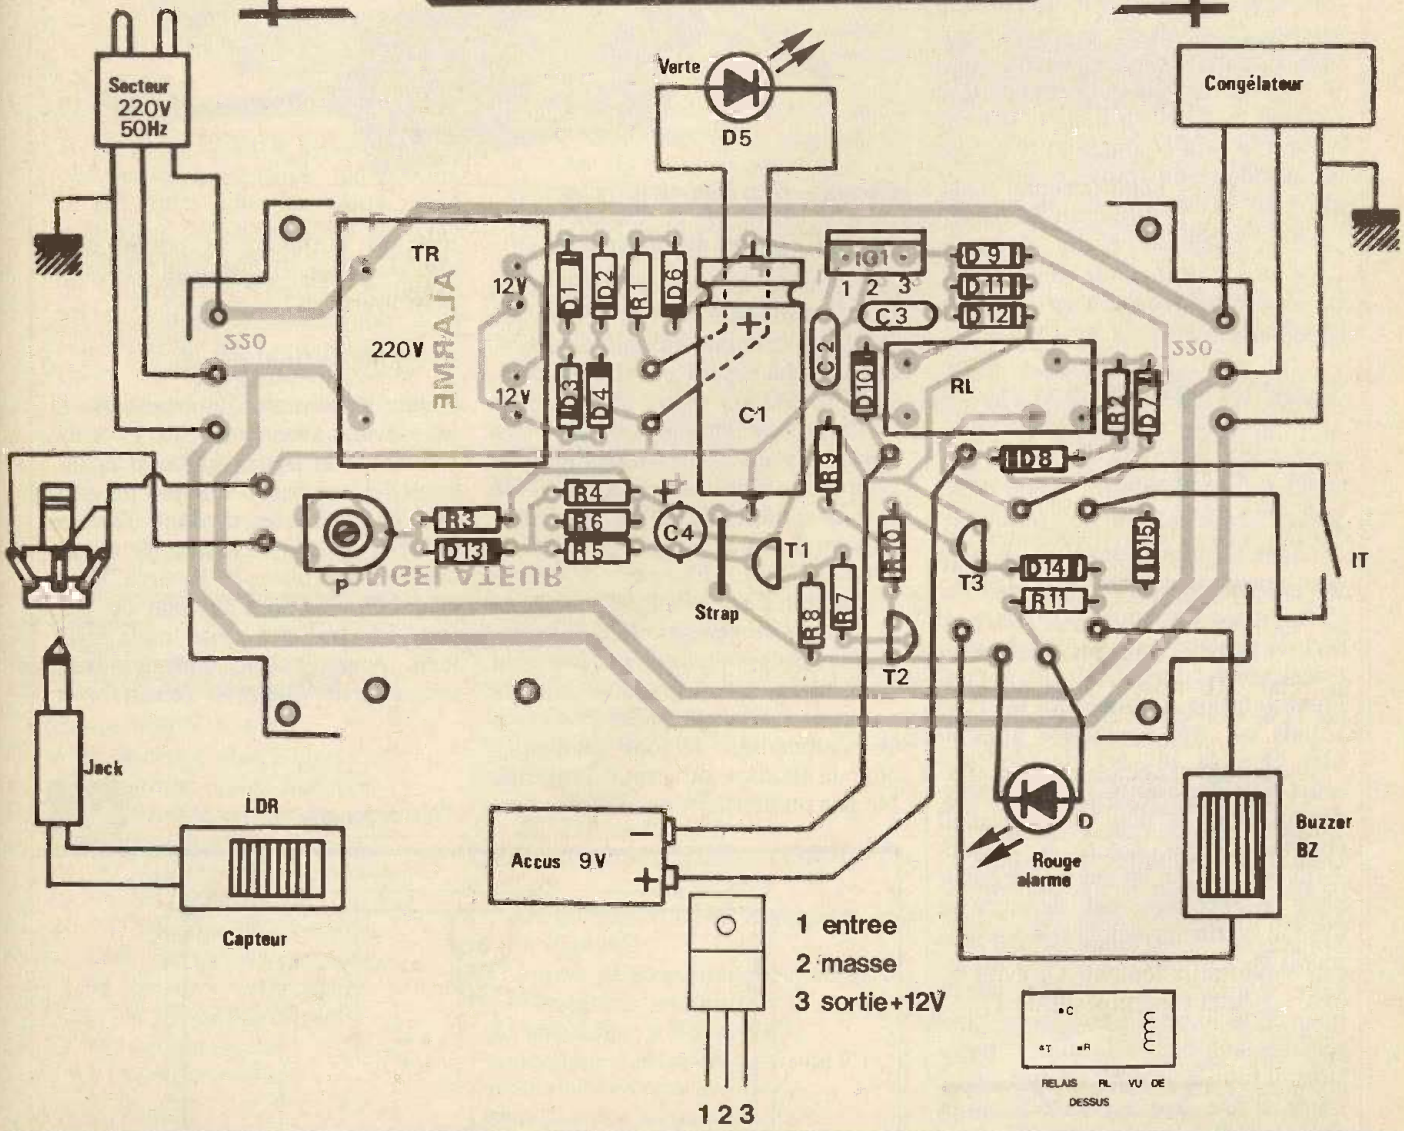 Secteur
220V
50Hz
Verte
D5
Congélateur
TR
12V
220V
12V
ALARME
220
D1
D2
R1
D6
D3
D4
C1
+
IC1
1 2 3
C3
C2
D9
D11
D12
D10
RL
220
R2
D7
D8
R9
R4
R6
R5
+
C4
R3
D13
P
CONGELATEUR
Strap
T1
R8
R7
R10
T2
T3
D14
R11
D15
IT
Jack
LDR
Capteur
Accus 9V
−
+
D
Rouge
alarme
Buzzer
BZ
1 entree
2 masse
3 sortie+12V
1 2 3
C
T
R
RELAIS RL VU DE
DESSUS